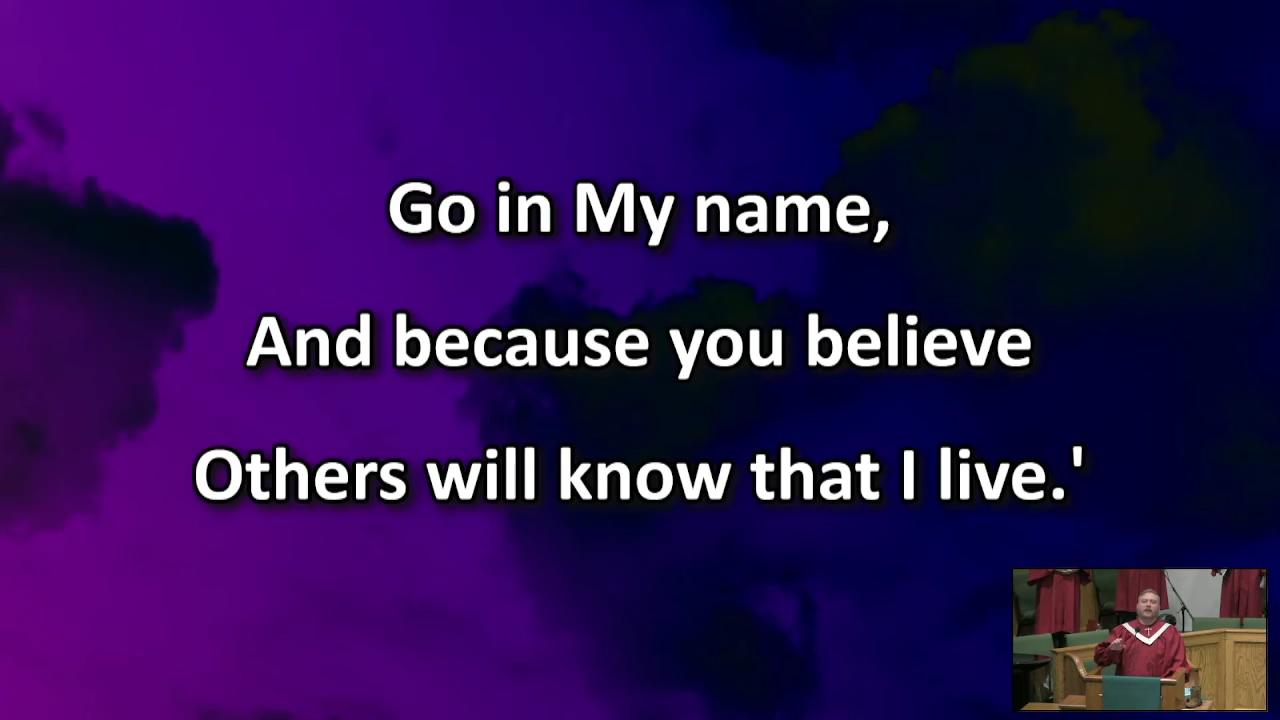 Go in My name,
And because you believe
Others will know that I live.'